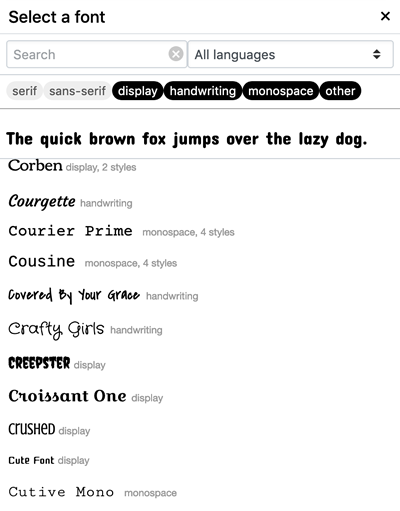 Select a font ×
Search All languages
serif sans-serif display handwriting monospace other
The quick brown fox jumps over the lazy dog.
Corben display, 2 styles
Courgette handwriting
Courier Prime monospace, 4 styles
Cousine monospace, 4 styles
Covered By Your Grace handwriting
Crafty Girls handwriting
Creepster display
Croissant One display
Crushed display
Cute Font display
Cutive Mono monospace